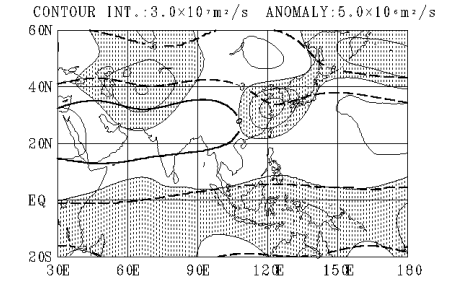 CONTOUR INT.:3.0×10⁷m²/s ANOMALY:5.0×10⁶m²/s
60N
40N
20N
EQ
20S
30E 60E 90E 120E 150E 180